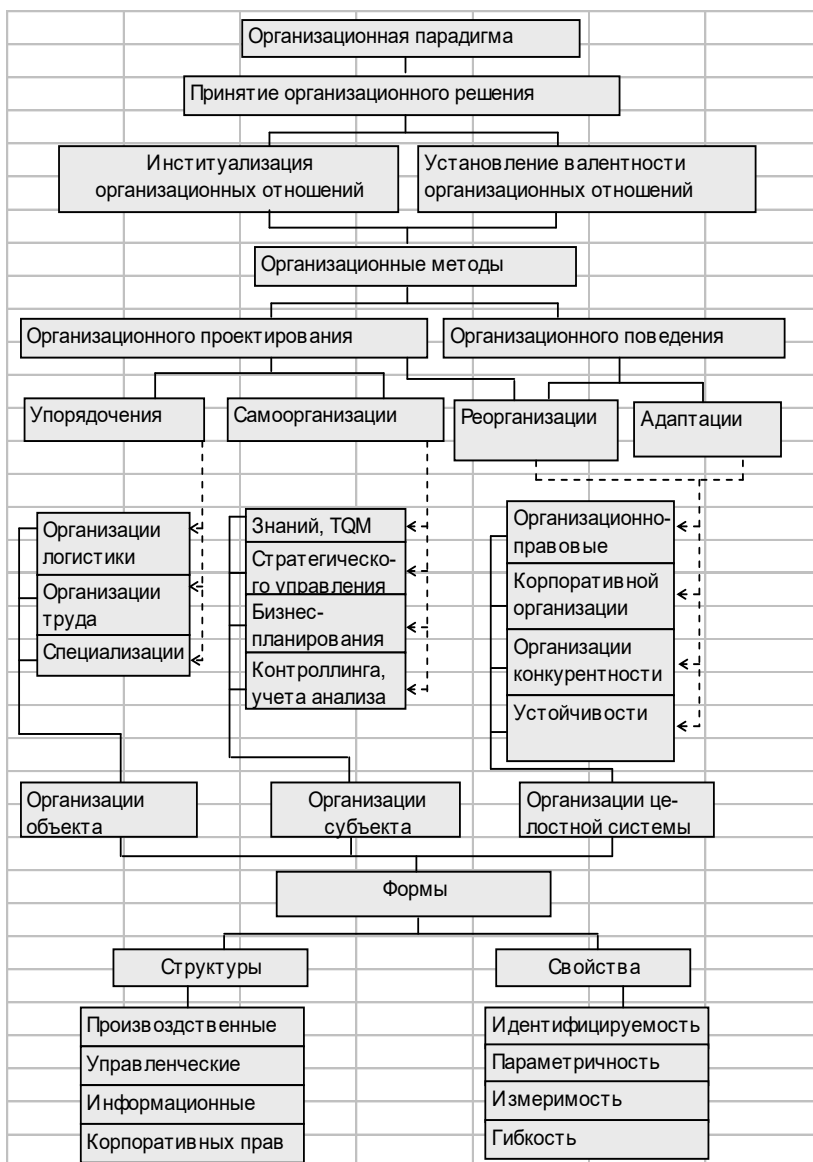 Организационная парадигма
Принятие организационного решения
Институализация
организационных отношений
Установление валентности
организационных отношений
Организационные методы
Организационного проектирования
Организационного поведения
Упорядочения
Самоорганизации
Реорганизации
Адаптации
Организации
логистики
Организации
труда
Специализации
Знаний, TQM
Стратегическо-
го управления
Бизнес-
планирования
Контроллинга,
учета анализа
Организационно-
правовые
Корпоративной
организации
Организации
конкурентности
Устойчивости
Организации
объекта
Организации
субъекта
Организации це-
лостной системы
Формы
Структуры
Свойства
Произвоздственные
Управленческие
Информационные
Корпоративных прав
Идентифицируемость
Параметричность
Измеримость
Гибкость